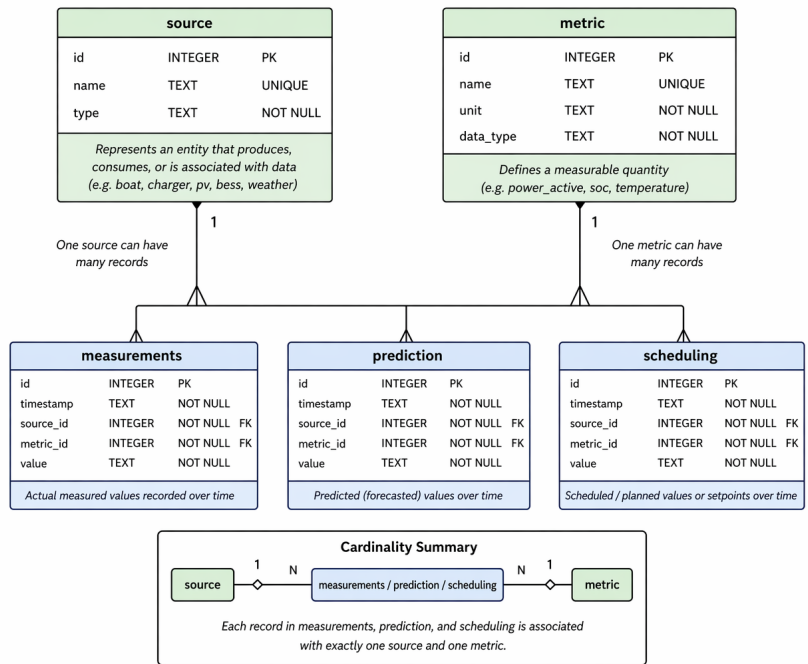 source
id INTEGER PK
name TEXT UNIQUE
type TEXT NOT NULL
Represents an entity that produces,
consumes, or is associated with data
(e.g. boat, charger, pv, bess, weather)
metric
id INTEGER PK
name TEXT UNIQUE
unit TEXT NOT NULL
data_type TEXT NOT NULL
Defines a measurable quantity
(e.g. power_active, soc, temperature)
1
One source can have
many records
1
One metric can have
many records
measurements
id INTEGER PK
timestamp TEXT NOT NULL
source_id INTEGER NOT NULL FK
metric_id INTEGER NOT NULL FK
value TEXT NOT NULL
Actual measured values recorded over time
prediction
id INTEGER PK
timestamp TEXT NOT NULL
source_id INTEGER NOT NULL FK
metric_id INTEGER NOT NULL FK
value TEXT NOT NULL
Predicted (forecasted) values over time
scheduling
id INTEGER PK
timestamp TEXT NOT NULL
source_id INTEGER NOT NULL FK
metric_id INTEGER NOT NULL FK
value TEXT NOT NULL
Scheduled / planned values or setpoints over time
Cardinality Summary
source 1 N measurements / prediction / scheduling N 1 metric
Each record in measurements, prediction, and scheduling is associated
with exactly one source and one metric.